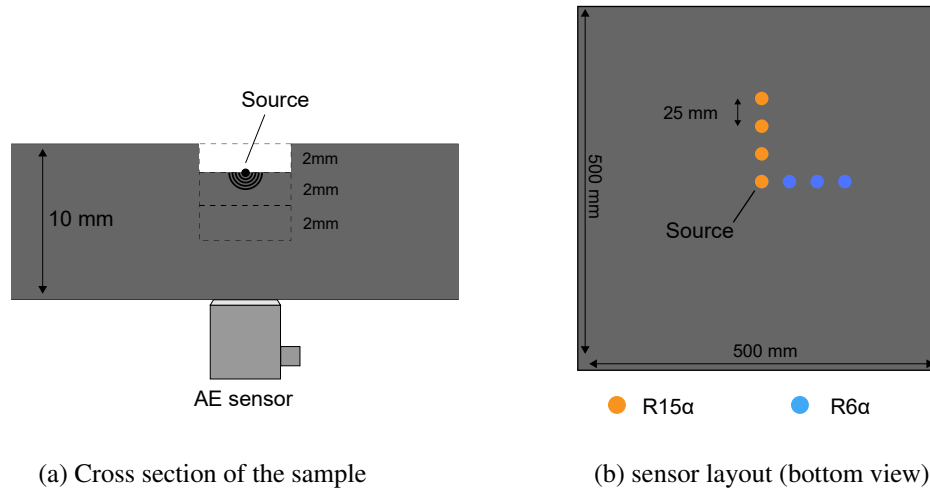 Source
2mm
2mm
2mm
10 mm
AE sensor
(a) Cross section of the sample
25 mm
500 mm
Source
500 mm
R15α
R6α
(b) sensor layout (bottom view)